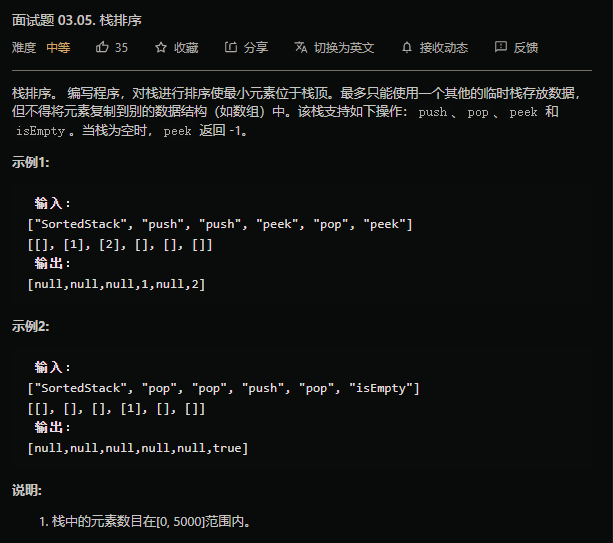 面试题 03.05. 栈排序
难度 中等 35 收藏 分享 切换为英文 接收动态 反馈
栈排序。 编写程序，对栈进行排序使最小元素位于栈顶。最多只能使用一个其他的临时栈存放数据，
但不得将元素复制到别的数据结构（如数组）中。该栈支持如下操作： push 、 pop 、 peek 和
isEmpty 。当栈为空时， peek 返回 -1。
示例1:
输入：
["SortedStack", "push", "push", "peek", "pop", "peek"]
[[], [1], [2], [], [], []]
输出：
[null,null,null,1,null,2]
示例2:
输入：
["SortedStack", "pop", "pop", "push", "pop", "isEmpty"]
[[], [], [], [1], [], []]
输出：
[null,null,null,null,null,true]
说明:
1. 栈中的元素数目在[0, 5000]范围内。